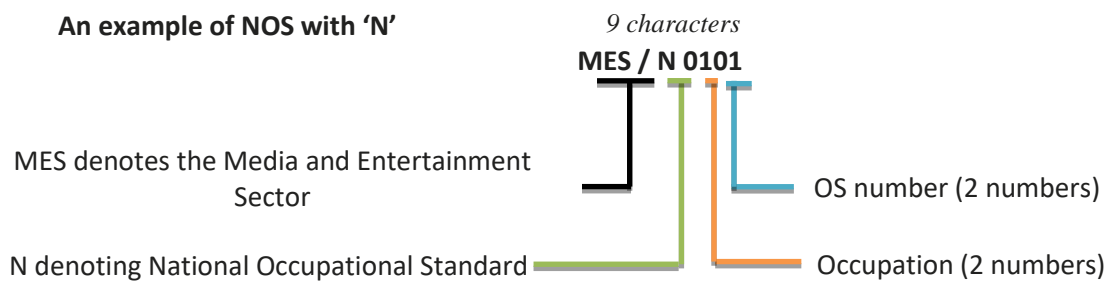 An example of NOS with ‘N’
9 characters
MES / N 0101
MES denotes the Media and Entertainment
Sector
OS number (2 numbers)
N denoting National Occupational Standard
Occupation (2 numbers)